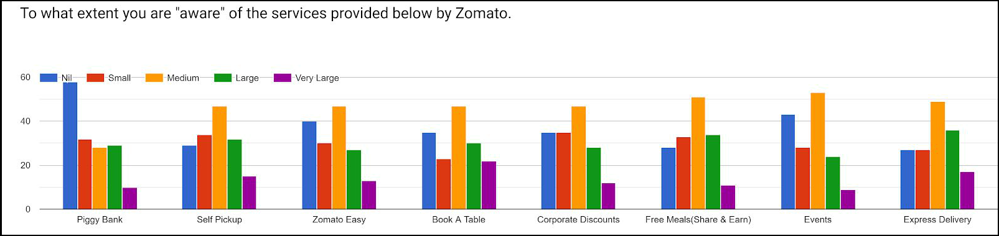 To what extent you are "aware" of the services provided below by Zomato.
60 Nil Small Medium Large Very Large
40
20
0
Piggy Bank Self Pickup Zomato Easy Book A Table Corporate Discounts Free Meals(Share & Earn) Events Express Delivery